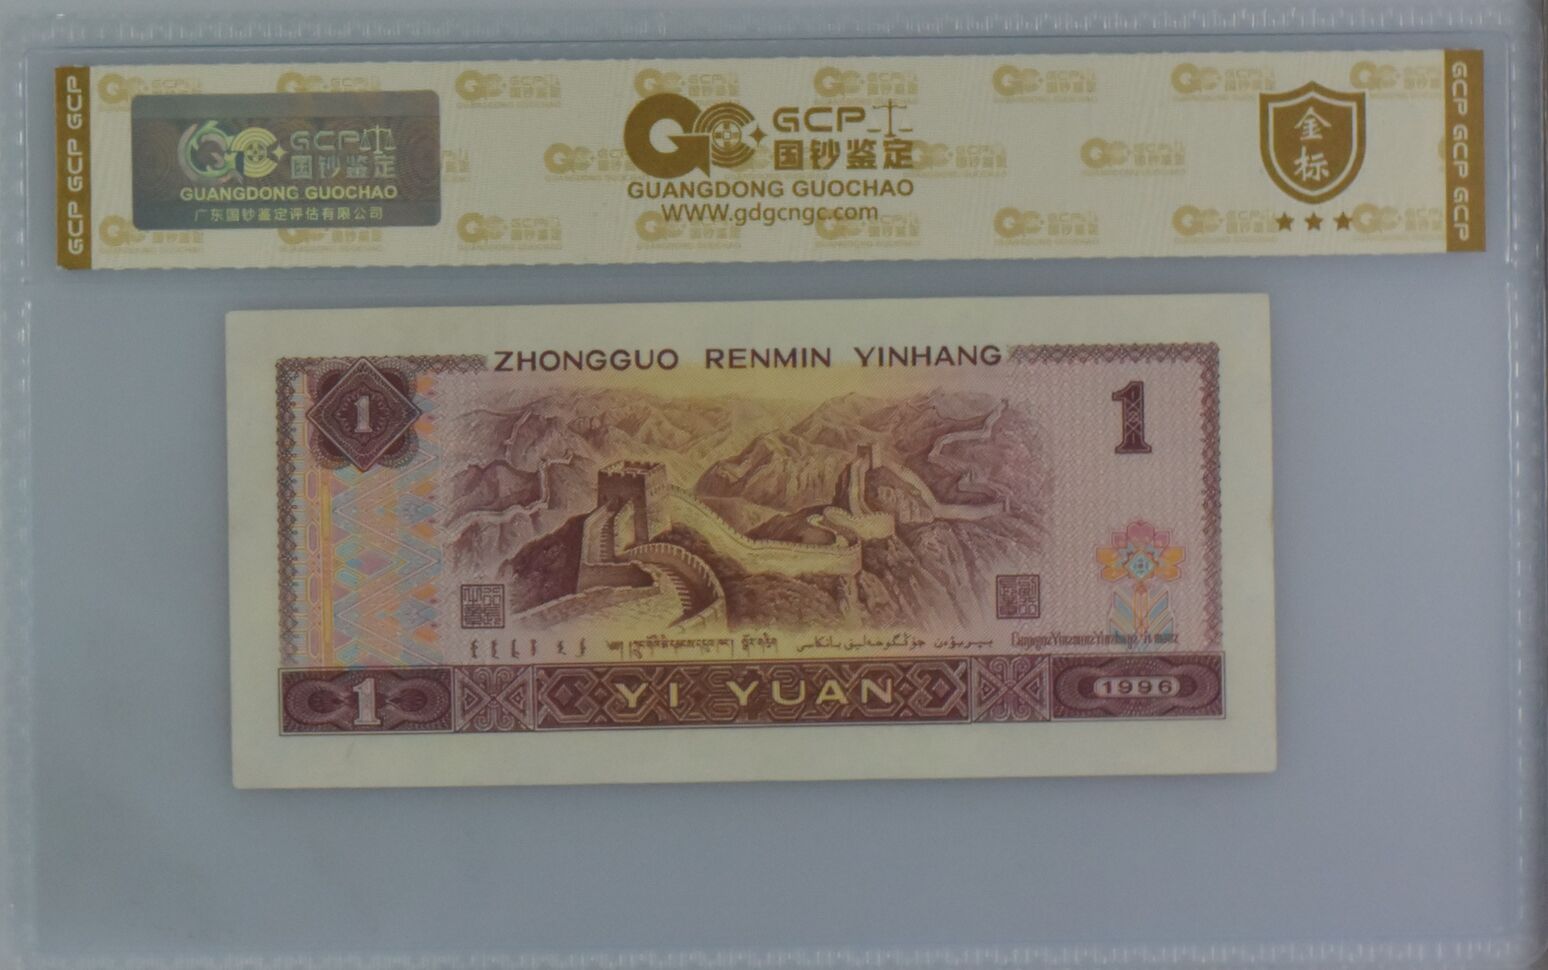 GCP GCP GCP
GCP
国钞鉴定
GUANGDONG GUOCHAO
广东国钞鉴定评估有限公司
GCP
国钞鉴定
GUANGDONG GUOCHAO
WWW.gdgcngc.com
金
标
GCP GCP GCP
ZHONGGUO RENMIN YINHANG
1
1
1
YI YUAN
1996